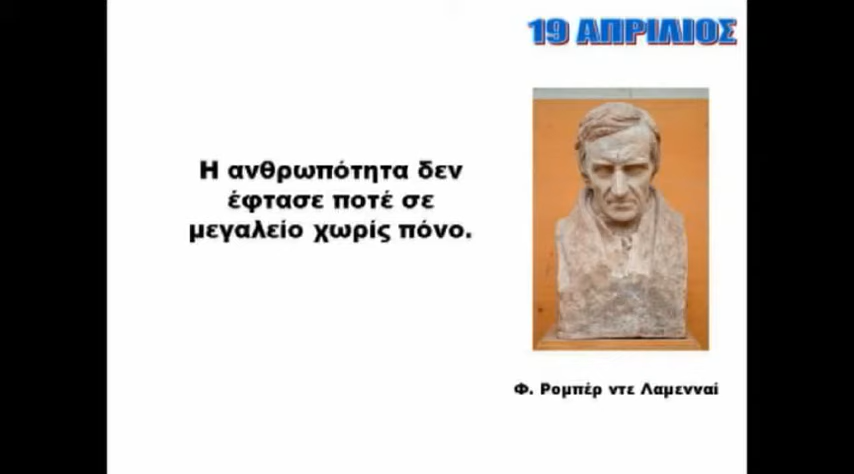 19 ΑΠΡΙΛΙΟΣ
Η ανθρωπότητα δεν
έφτασε ποτέ σε
μεγαλείο χωρίς πόνο.
Φ. Ρομπέρ ντε Λαμενναί